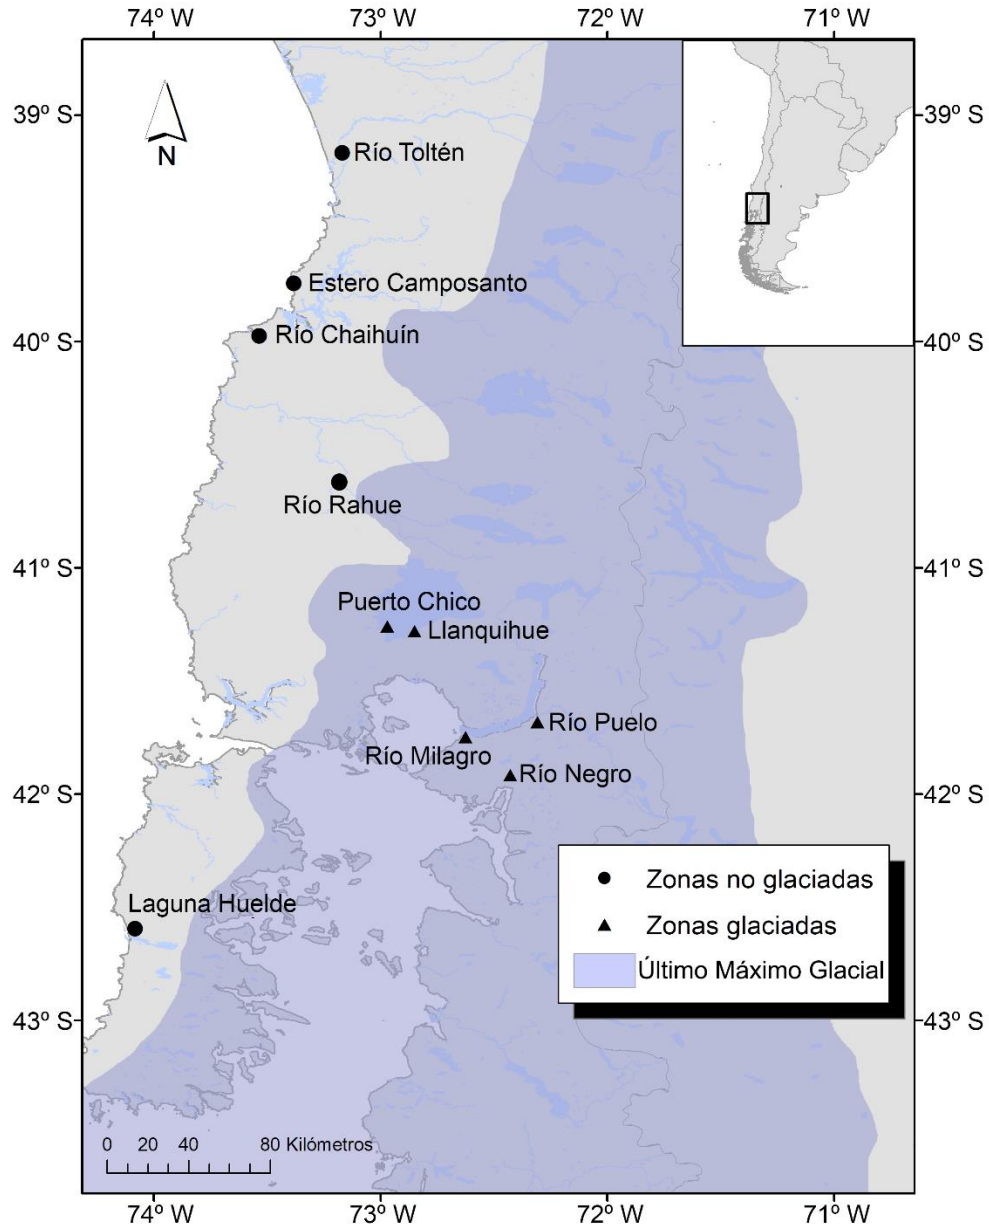 74º W 73º W 72º W 71º W
39º S 39º S
N
Río Toltén
Estero Camposanto
Río Chaihuín
40º S 40º S
Río Rahue
41º S 41º S
Puerto Chico
Llanquihue
Río Puelo
Río Milagro
Río Negro
42º S 42º S
Zonas no glaciadas
Zonas glaciadas
Último Máximo Glacial
Laguna Huelde
43º S 43º S
0 20 40 80 Kilómetros
74º W 73º W 72º W 71º W